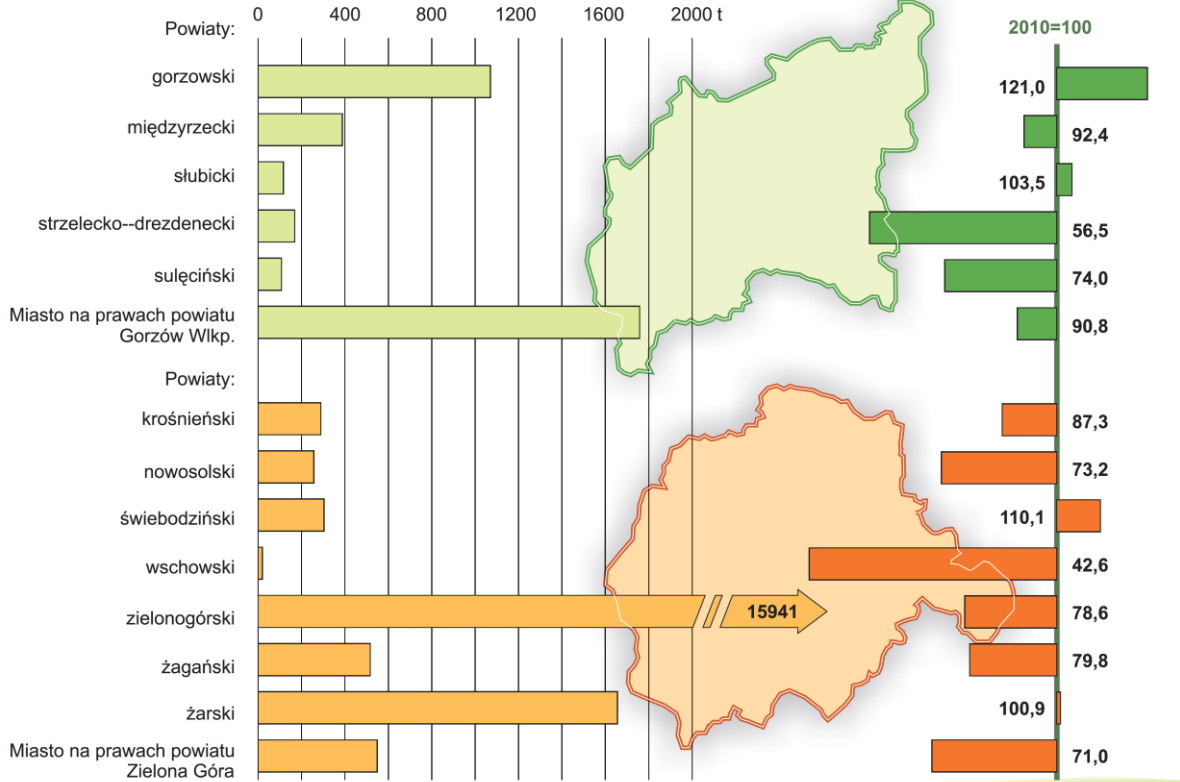 0 400 800 1200 1600 2000 t
Powiaty:
2010=100
gorzowski
121,0
międzyrzecki
92,4
słubicki
103,5
strzelecko--drezdenecki
56,5
sulęciński
74,0
Miasto na prawach powiatu
Gorzów Wlkp.
90,8
Powiaty:
krośnieński
87,3
nowosolski
73,2
świebodziński
110,1
wschowski
42,6
zielonogórski
15941
78,6
żagański
79,8
żarski
100,9
Miasto na prawach powiatu
Zielona Góra
71,0